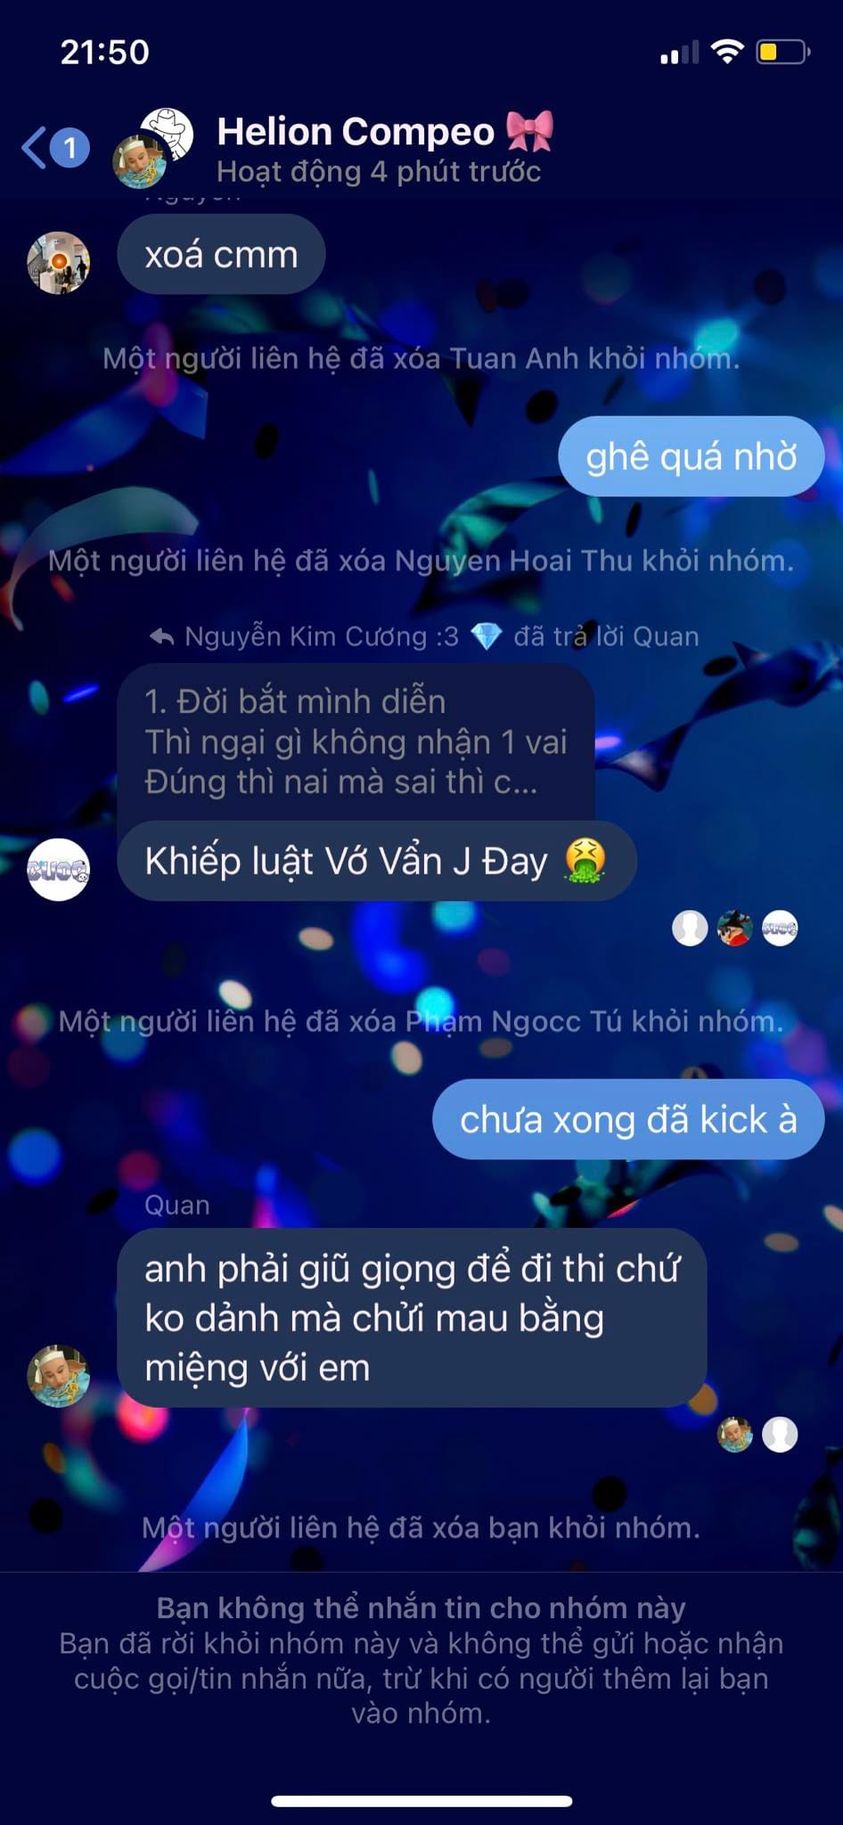 21:50
1
Helion Compeo 🎀
Hoạt động 4 phút trước
xoá cmm
Một người liên hệ đã xóa Tuan Anh khỏi nhóm.
ghê quá nhờ
Một người liên hệ đã xóa Nguyen Hoai Thu khỏi nhóm.
Nguyễn Kim Cương :3 💎 đã trả lời Quan
1. Đời bắt mình diễn
Thì ngại gì không nhận 1 vai
Đúng thì nai mà sai thì c...
Khiếp luật Vớ Vẩn J Đay 🤮
Một người liên hệ đã xóa Phạm Ngocc Tú khỏi nhóm.
chưa xong đã kick à
Quan
anh phải giũ giọng để đi thi chứ
ko dảnh mà chửi mau bằng
miệng với em
Một người liên hệ đã xóa bạn khỏi nhóm.
Bạn không thể nhắn tin cho nhóm này
Bạn đã rời khỏi nhóm này và không thể gửi hoặc nhận
cuộc gọi/tin nhắn nữa, trừ khi có người thêm lại bạn
vào nhóm.